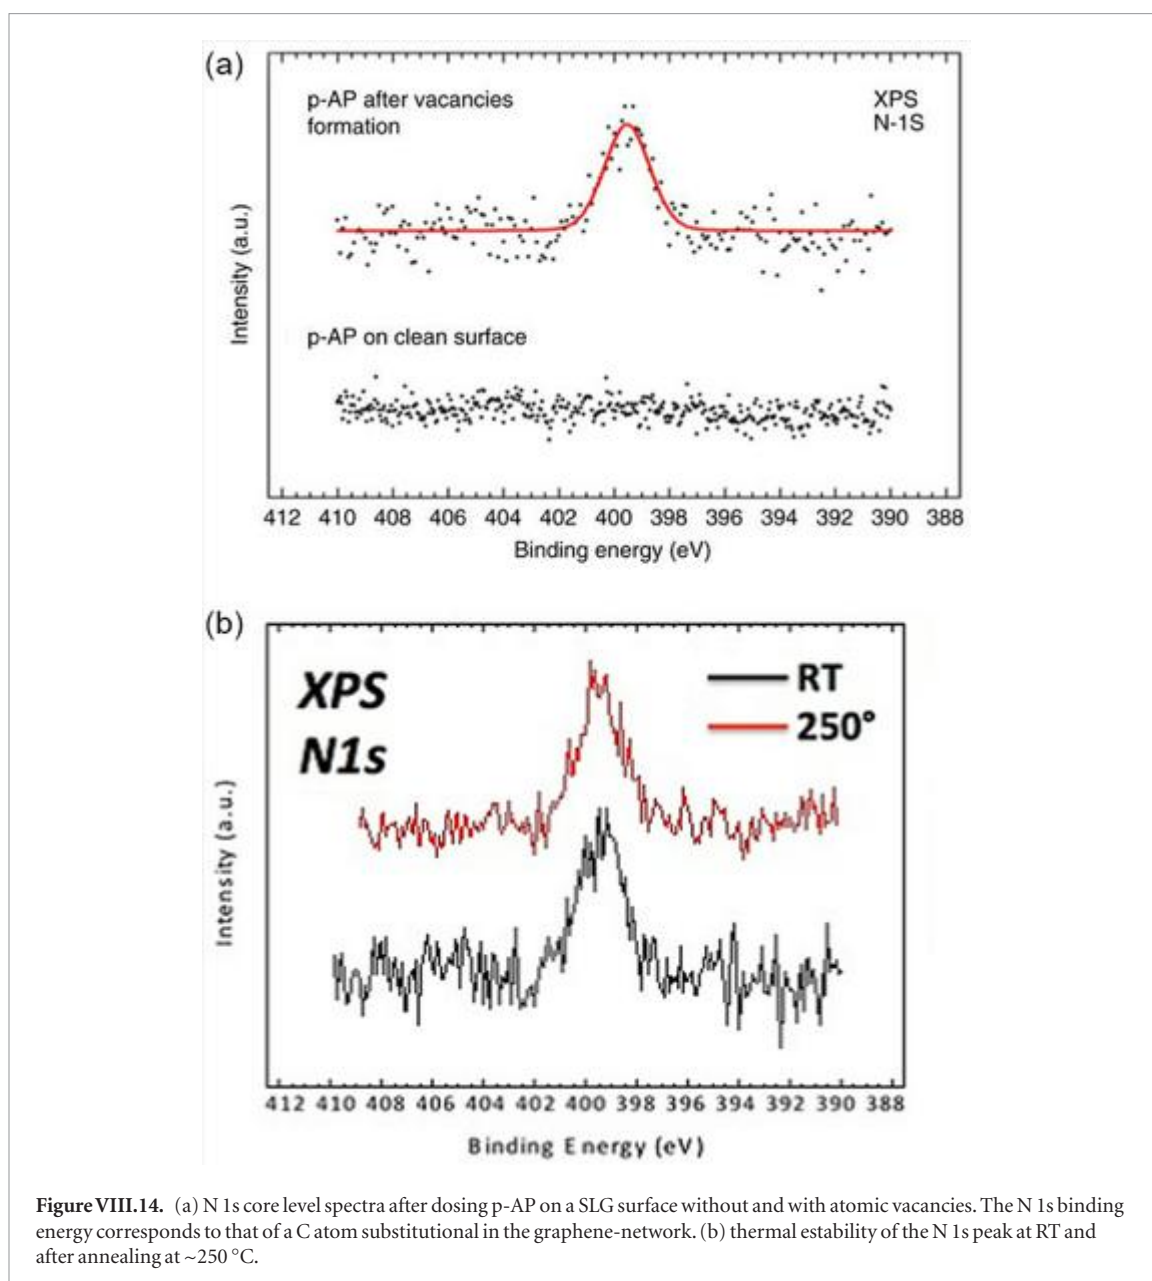 (a)
p-AP after vacancies
formation
XPS
N-1S
p-AP on clean surface
Intensity (a.u.)
412 410 408 406 404 402 400 398 396 394 392 390 388
Binding energy (eV)
(b)
XPS
N1s
RT
250°
Intensity (a.u.)
412 410 408 406 404 402 400 398 396 394 392 390 388
Binding Energy (eV)
Figure VIII.14. (a) N 1s core level spectra after dosing p-AP on a SLG surface without and with atomic vacancies. The N 1s binding
energy corresponds to that of a C atom substitutional in the graphene-network. (b) thermal estability of the N 1s peak at RT and
after annealing at ~250 °C.